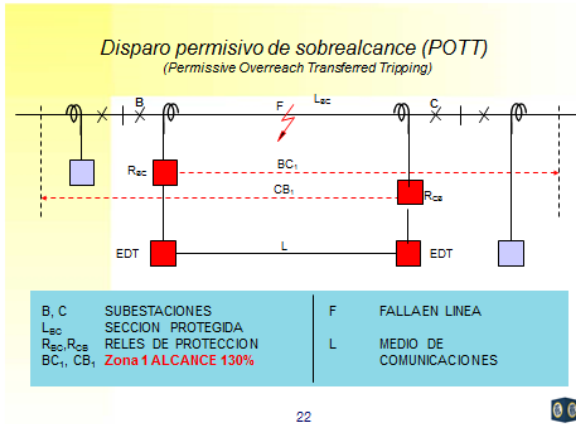 Disparo permisivo de sobrealcance (POTT)
(Permissive Overreach Transferred Tripping)
B F LBC C
RBC BC1
CB1 RCB
EDT L EDT
B, C SUBESTACIONES
LBC SECCION PROTEGIDA
RBC,RCB RELES DE PROTECCION
BC1, CB1 Zona 1 ALCANCE 130%
F FALLA EN LINEA
L MEDIO DE
COMUNICACIONES
22